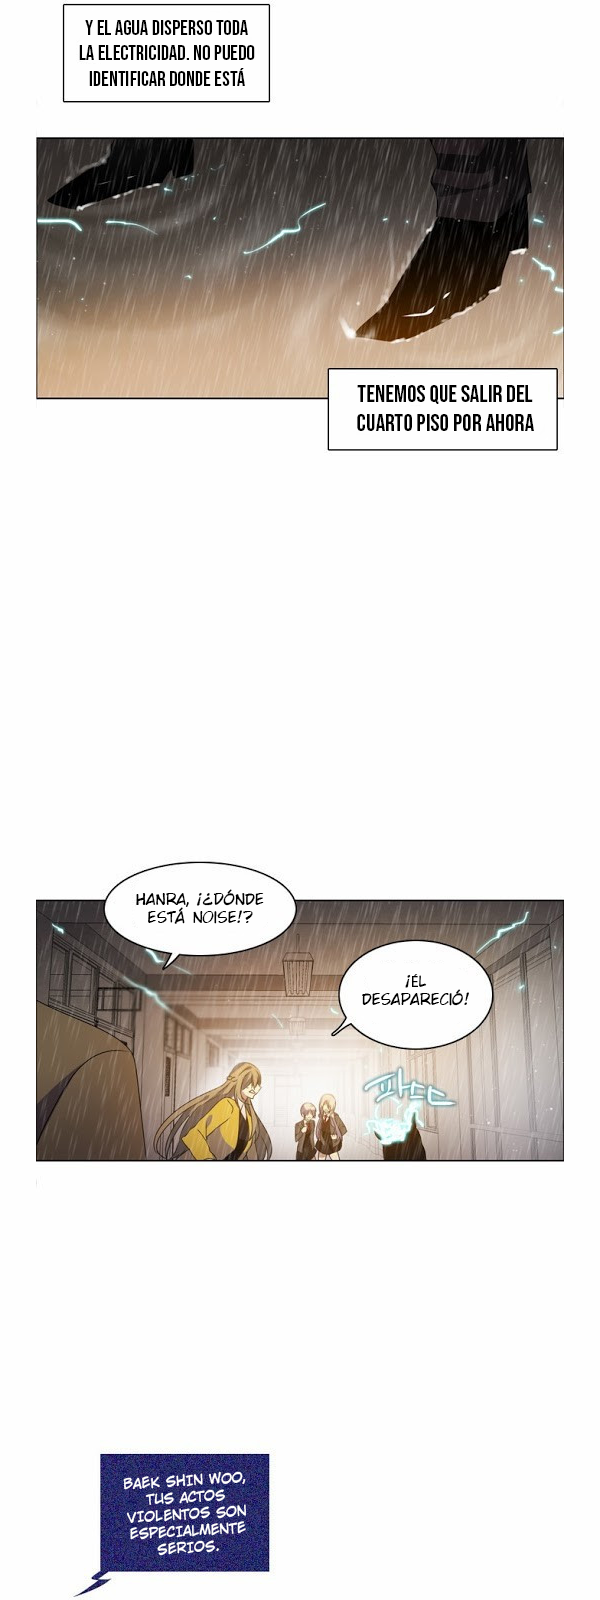 Y EL AGUA DISPERSO TODA
LA ELECTRICIDAD. NO PUEDO
IDENTIFICAR DONDE ESTÁ
TENEMOS QUE SALIR DEL
CUARTO PISO POR AHORA
HANRA, ¡¿DÓNDE
ESTÁ NOISE!?
¡ÉL
DESAPARECIÓ!
파스스
BAEK SHIN WOO,
TUS ACTOS
VIOLENTOS SON
ESPECIALMENTE
SERIOS.